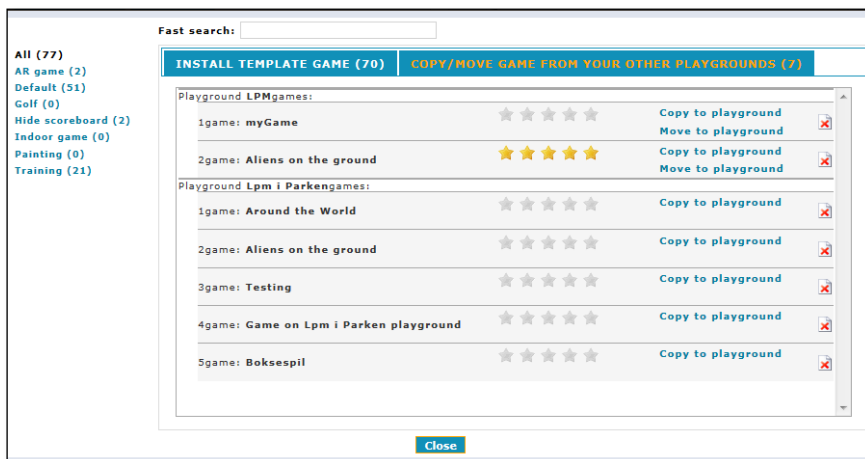 Fast search:
All (77)
AR game (2)
Default (51)
Golf (0)
Hide scoreboard (2)
Indoor game (0)
Painting (0)
Training (21)
INSTALL TEMPLATE GAME (70)
COPY/MOVE GAME FROM YOUR OTHER PLAYGROUNDS (7)
Playground LPMgames:
1game: myGame
Copy to playground
Move to playground
2game: Aliens on the ground
Copy to playground
Move to playground
Playground Lpm i Parkengames:
1game: Around the World
Copy to playground
2game: Aliens on the ground
Copy to playground
3game: Testing
Copy to playground
4game: Game on Lpm i Parken playground
Copy to playground
5game: Boksespil
Copy to playground
Close